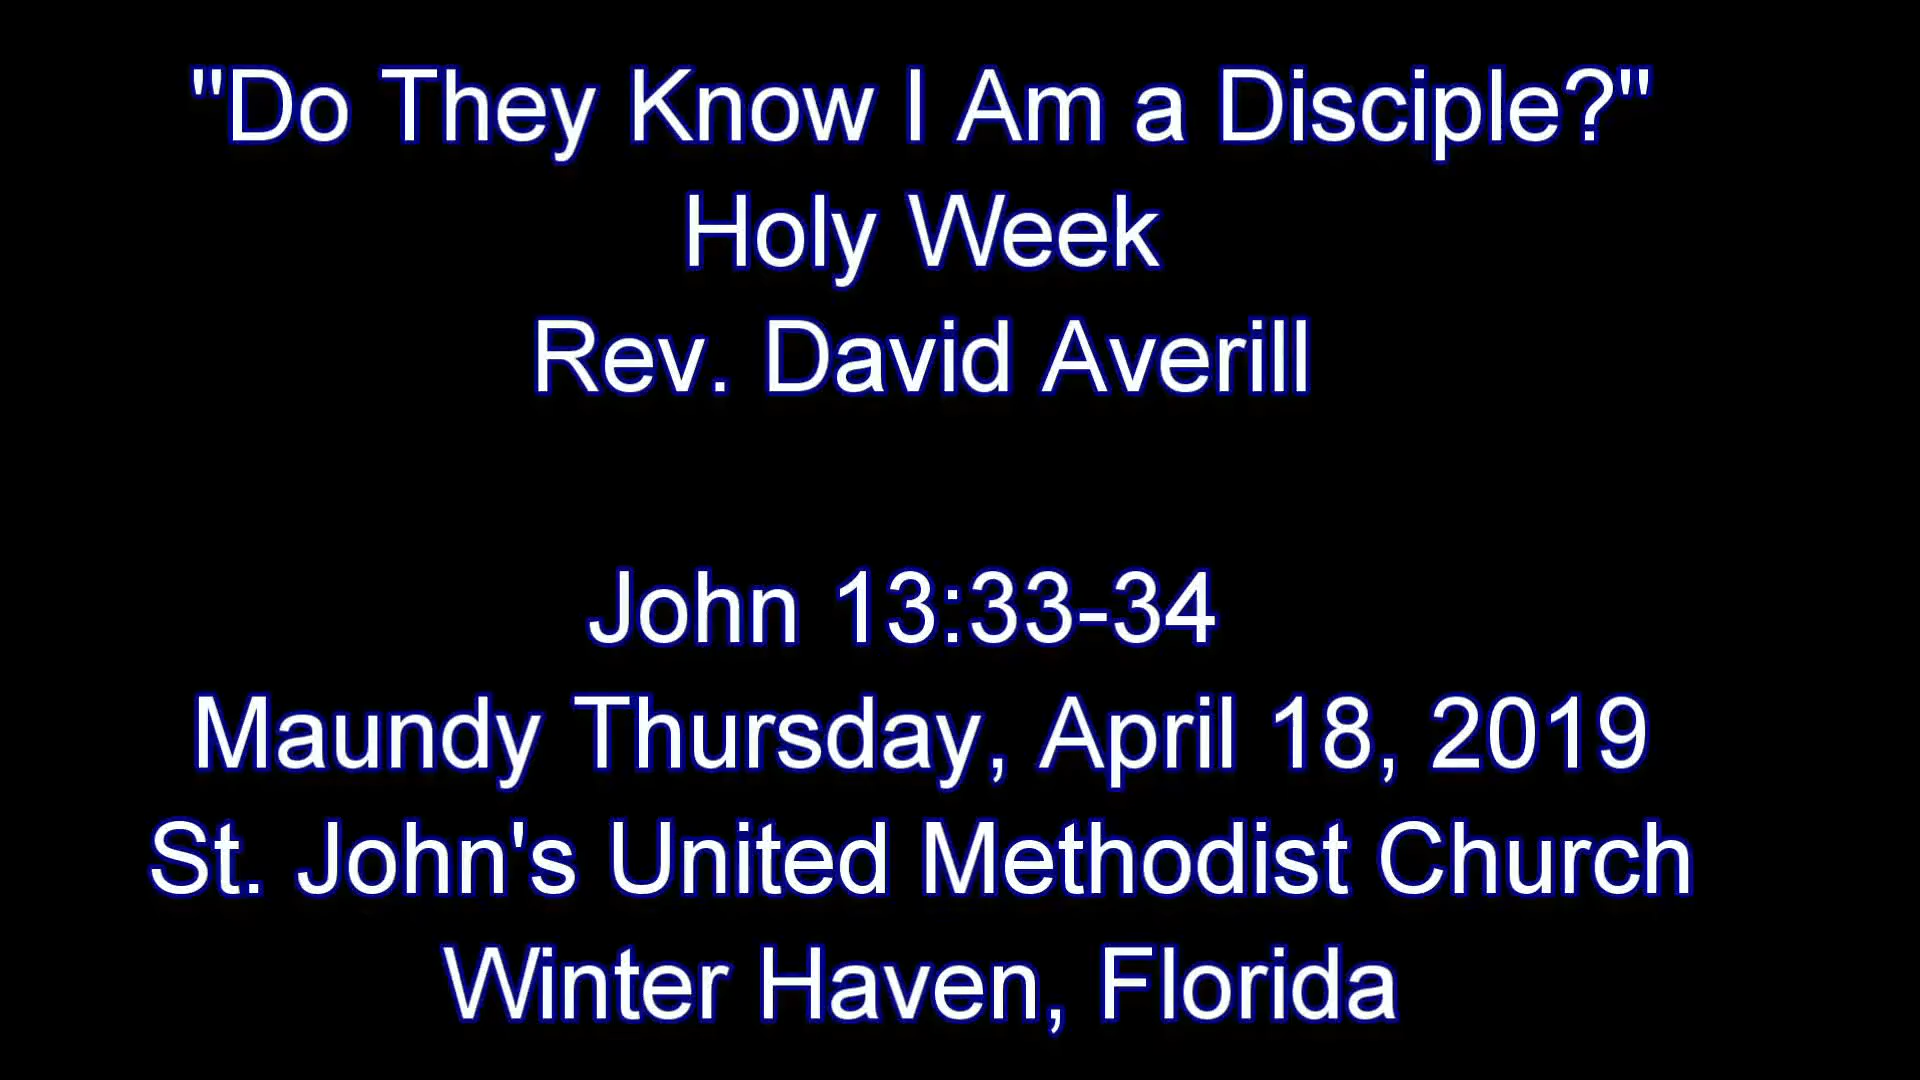 "Do They Know I Am a Disciple?"
Holy Week
Rev. David Averill
John 13:33-34
Maundy Thursday, April 18, 2019
St. John's United Methodist Church
Winter Haven, Florida